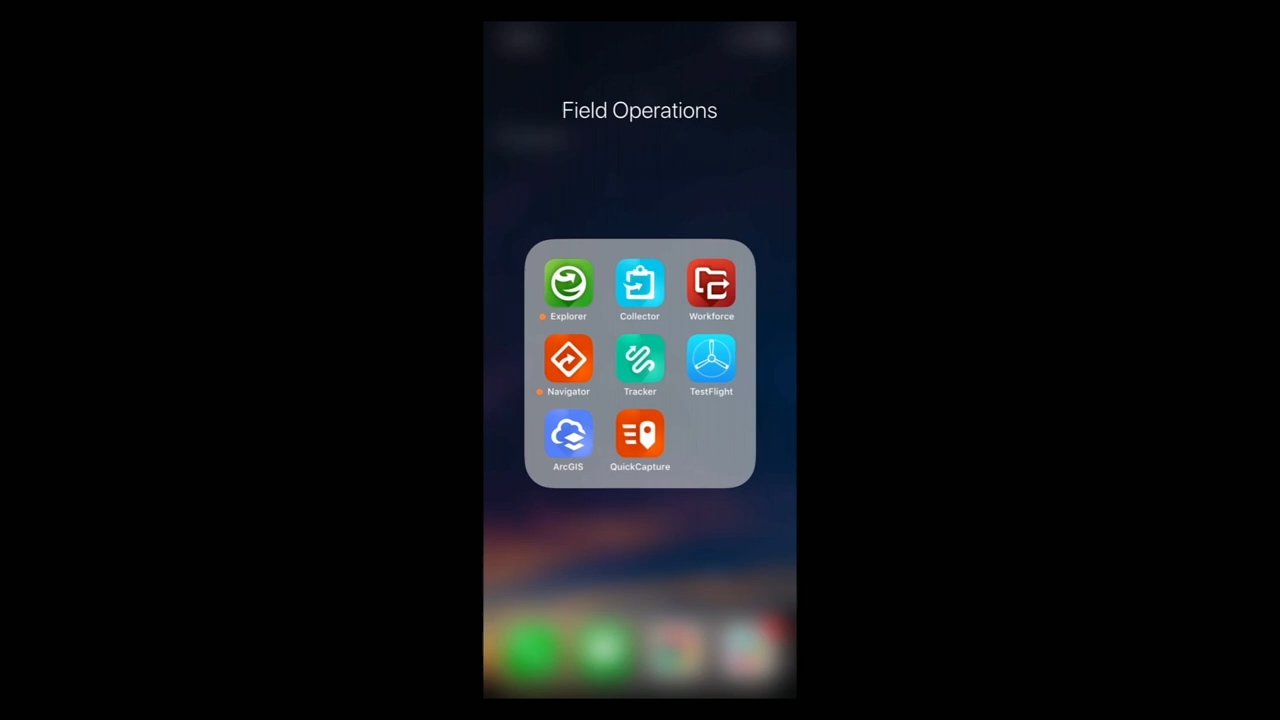 Field Operations
Explorer
Collector
Workforce
Navigator
Tracker
TestFlight
ArcGIS
QuickCapture